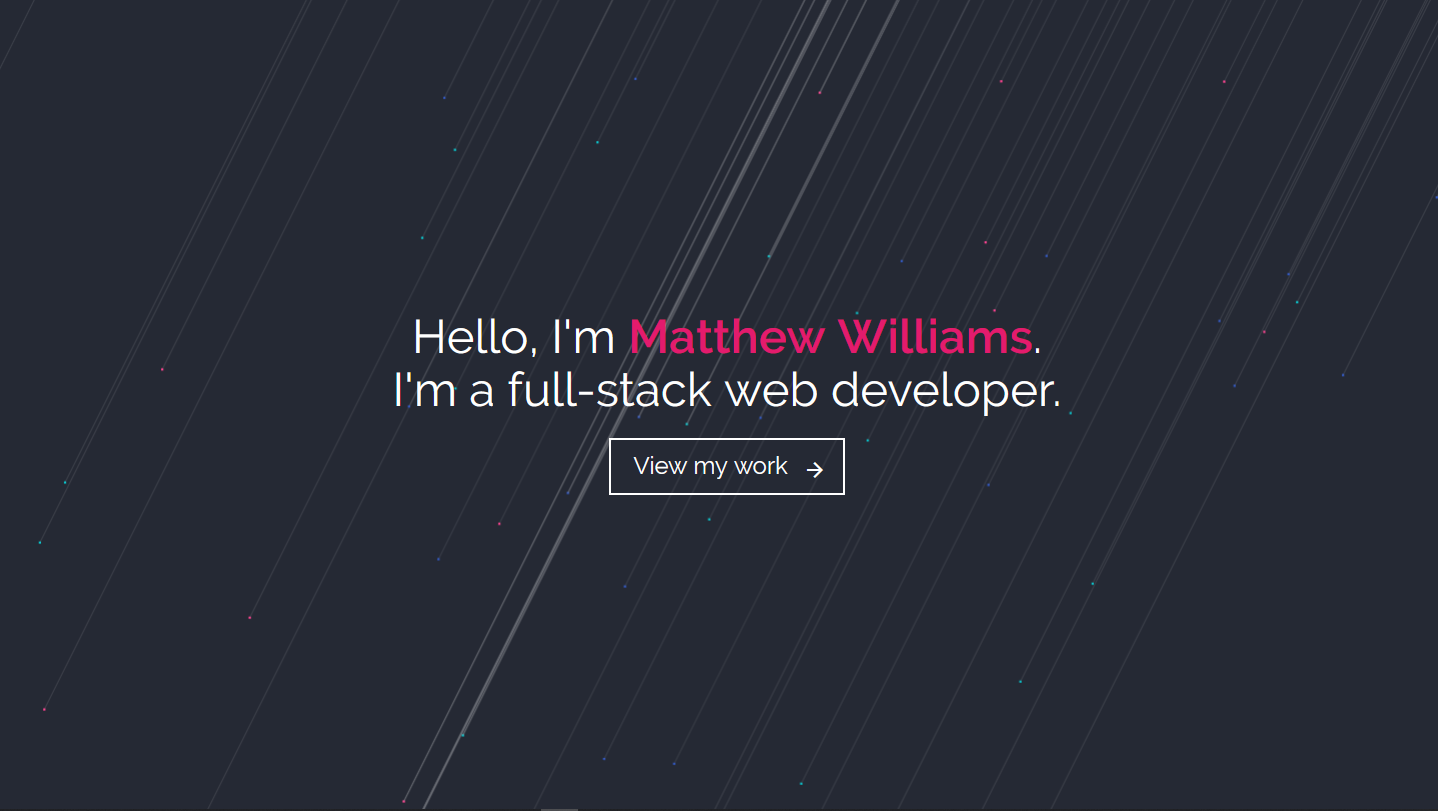 Hello, I'm Matthew Williams.
I'm a full-stack web developer.
View my work →